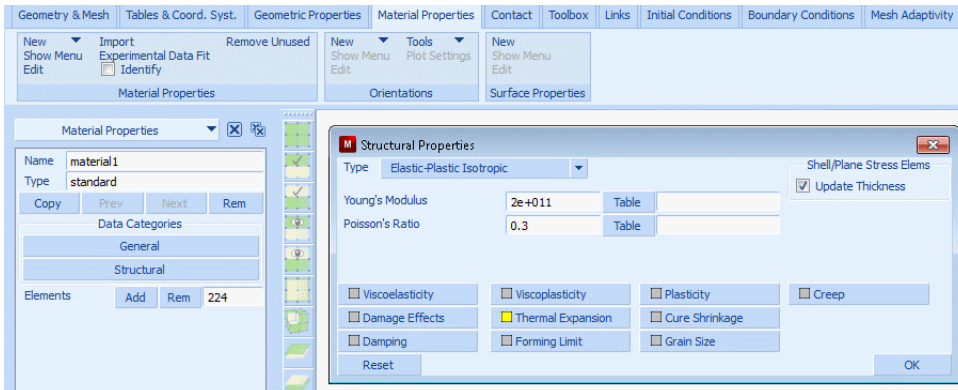 Geometry & Mesh Tables & Coord. Syst. Geometric Properties Material Properties Contact Toolbox Links Initial Conditions Boundary Conditions Mesh Adaptivity
New Import Remove Unused
Show Menu Experimental Data Fit
Edit Identify
Material Properties
New Tools
Show Menu Plot Settings
Edit
Orientations
New
Show Menu
Edit
Surface Properties
Material Properties
Name material1
Type standard
Copy Prev Next Rem
Data Categories
General
Structural
Elements Add Rem 224
M Structural Properties
Type Elastic-Plastic Isotropic
Shell/Plane Stress Elems
Update Thickness
Young's Modulus 2e+011 Table
Poisson's Ratio 0.3 Table
Viscoelasticity Viscoplasticity Plasticity Creep
Damage Effects Thermal Expansion Cure Shrinkage
Damping Forming Limit Grain Size
Reset OK